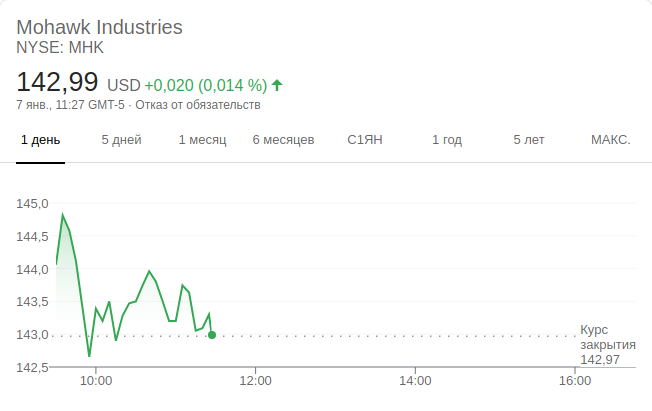 Mohawk Industries
NYSE: MHK
142,99 USD +0,020 (0,014 %)
7 янв., 11:27 GMT-5 · Отказ от обязательств
1 день 5 дней 1 месяц 6 месяцев С1ЯН 1 год 5 лет МАКС.
145,0
144,5
144,0
143,5
143,0
142,5
Курс
закрытия
142,97
10:00 12:00 14:00 16:00